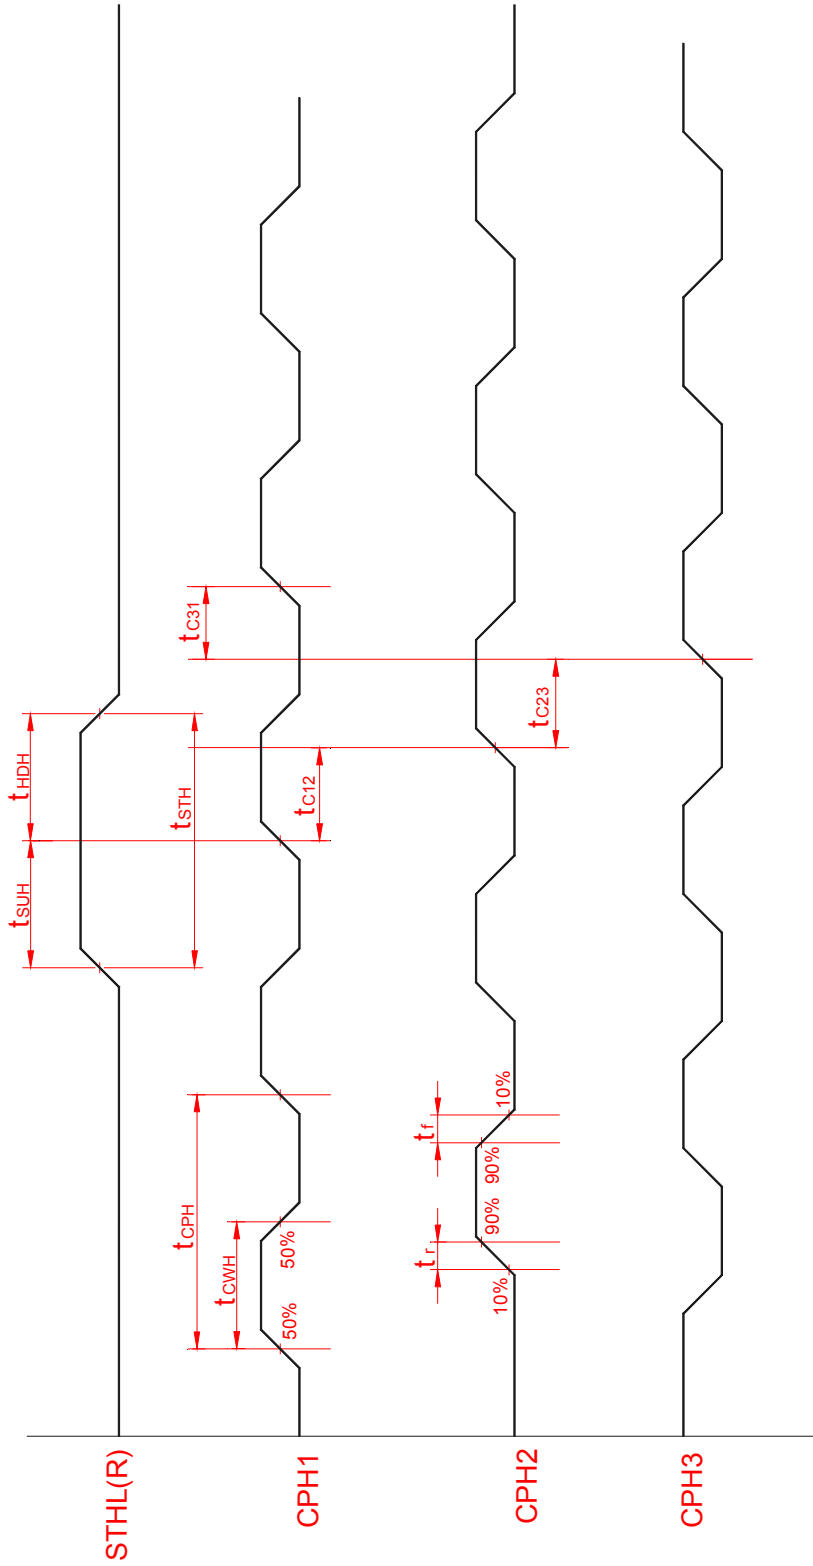 STHL(R)
tSUH
tHDH
tSTH
CPH1
tCPH
tCWH
50%
50%
tC12
tC31
CPH2
tr
tf
10%
90%
90%
10%
tC23
CPH3